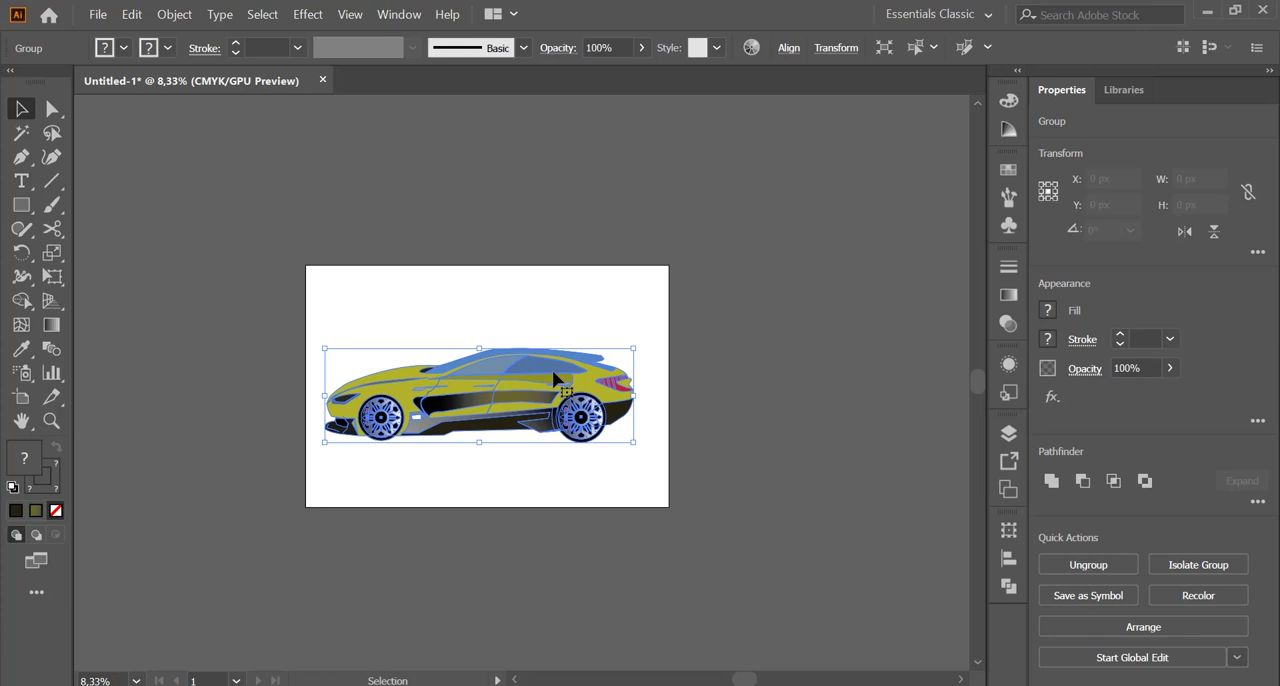 Ai File Edit Object Type Select Effect View Window Help Essentials Classic Search Adobe Stock
Group ? ? Stroke: Basic Opacity: 100% Style: Align Transform
Untitled-1* @ 8,33% (CMYK/GPU Preview)
Properties Libraries
Group
Transform
X: 0 px W: 0 px
Y: 0 px H: 0 px
0°
Appearance
? Fill
? Stroke
Opacity 100%
fx.
Pathfinder
Expand
Quick Actions
Ungroup Isolate Group
Save as Symbol Recolor
Arrange
Start Global Edit
T
?
?
? ?
8,33% 1 Selection